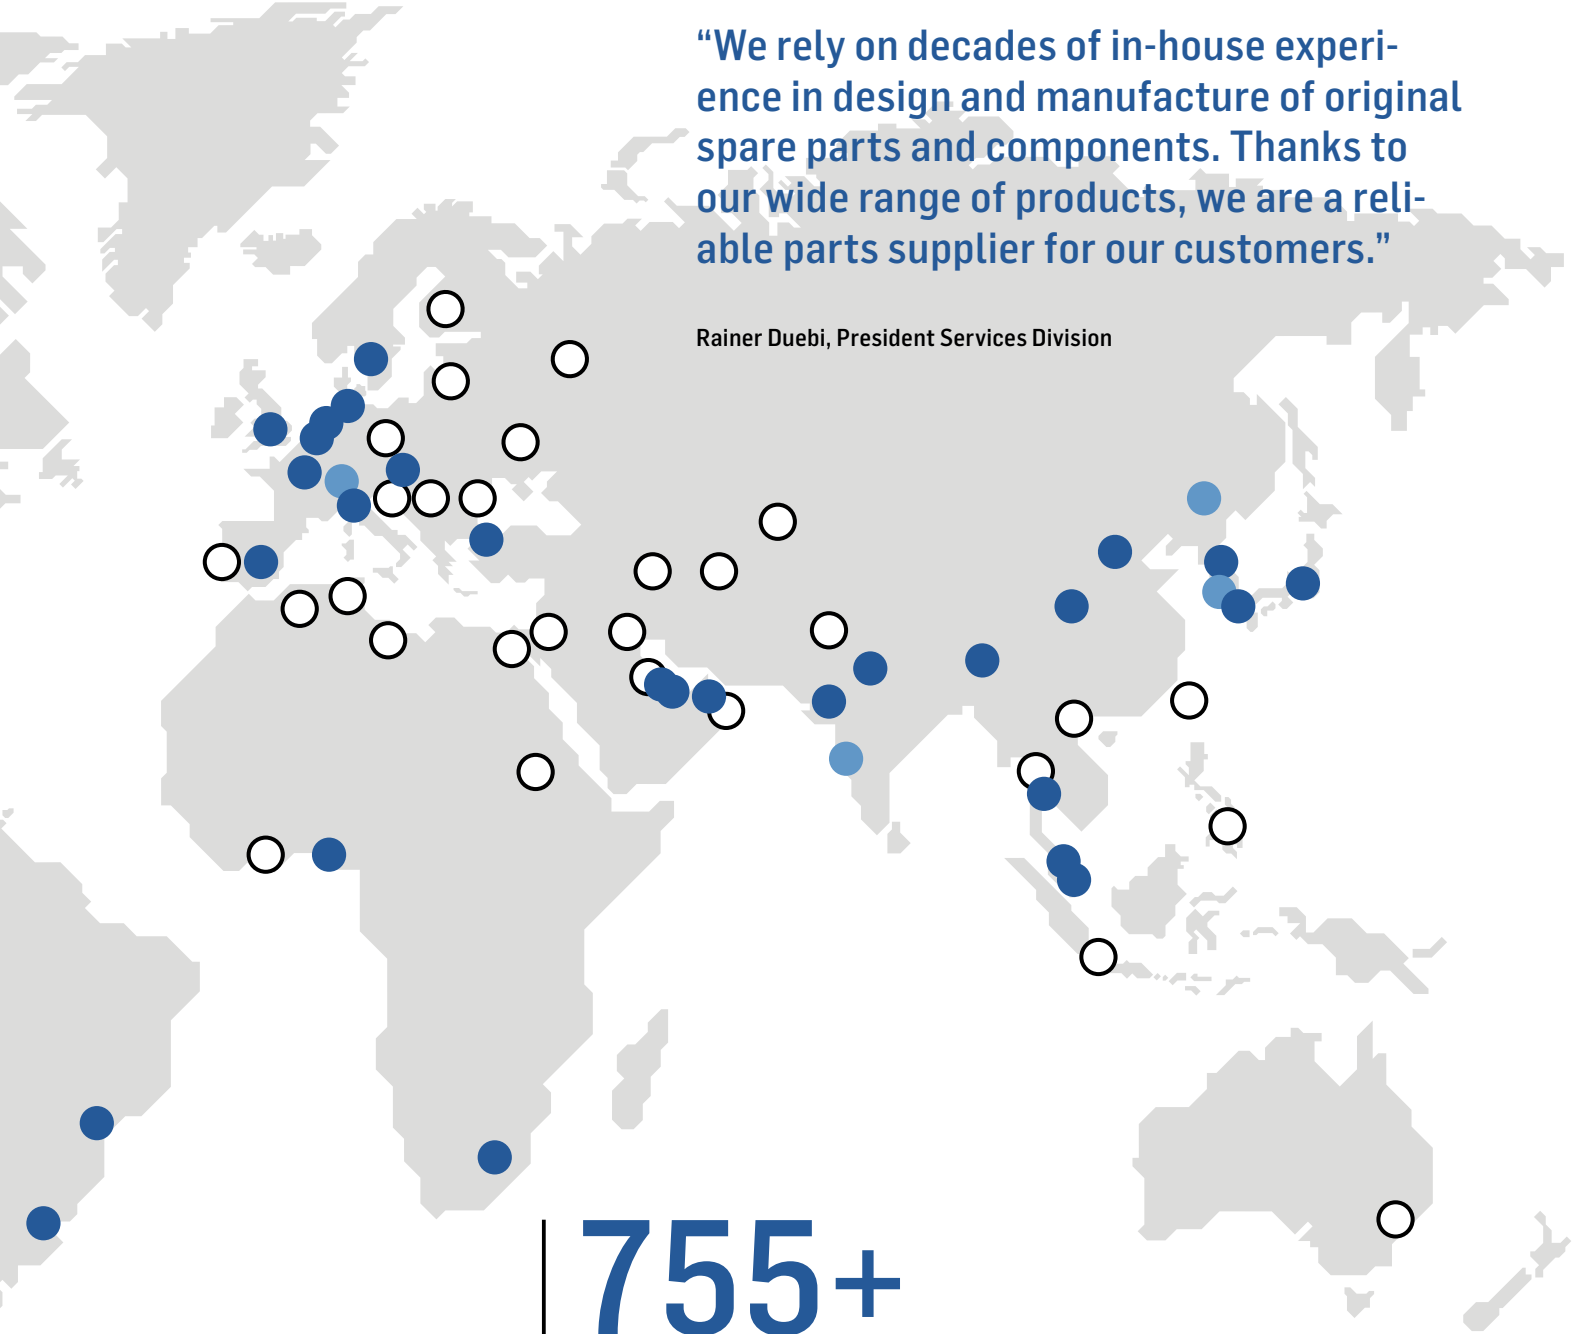 “We rely on decades of in-house experi-
ence in design and manufacture of original
spare parts and components. Thanks to
our wide range of products, we are a reli-
able parts supplier for our customers.”
Rainer Duebi, President Services Division
755+